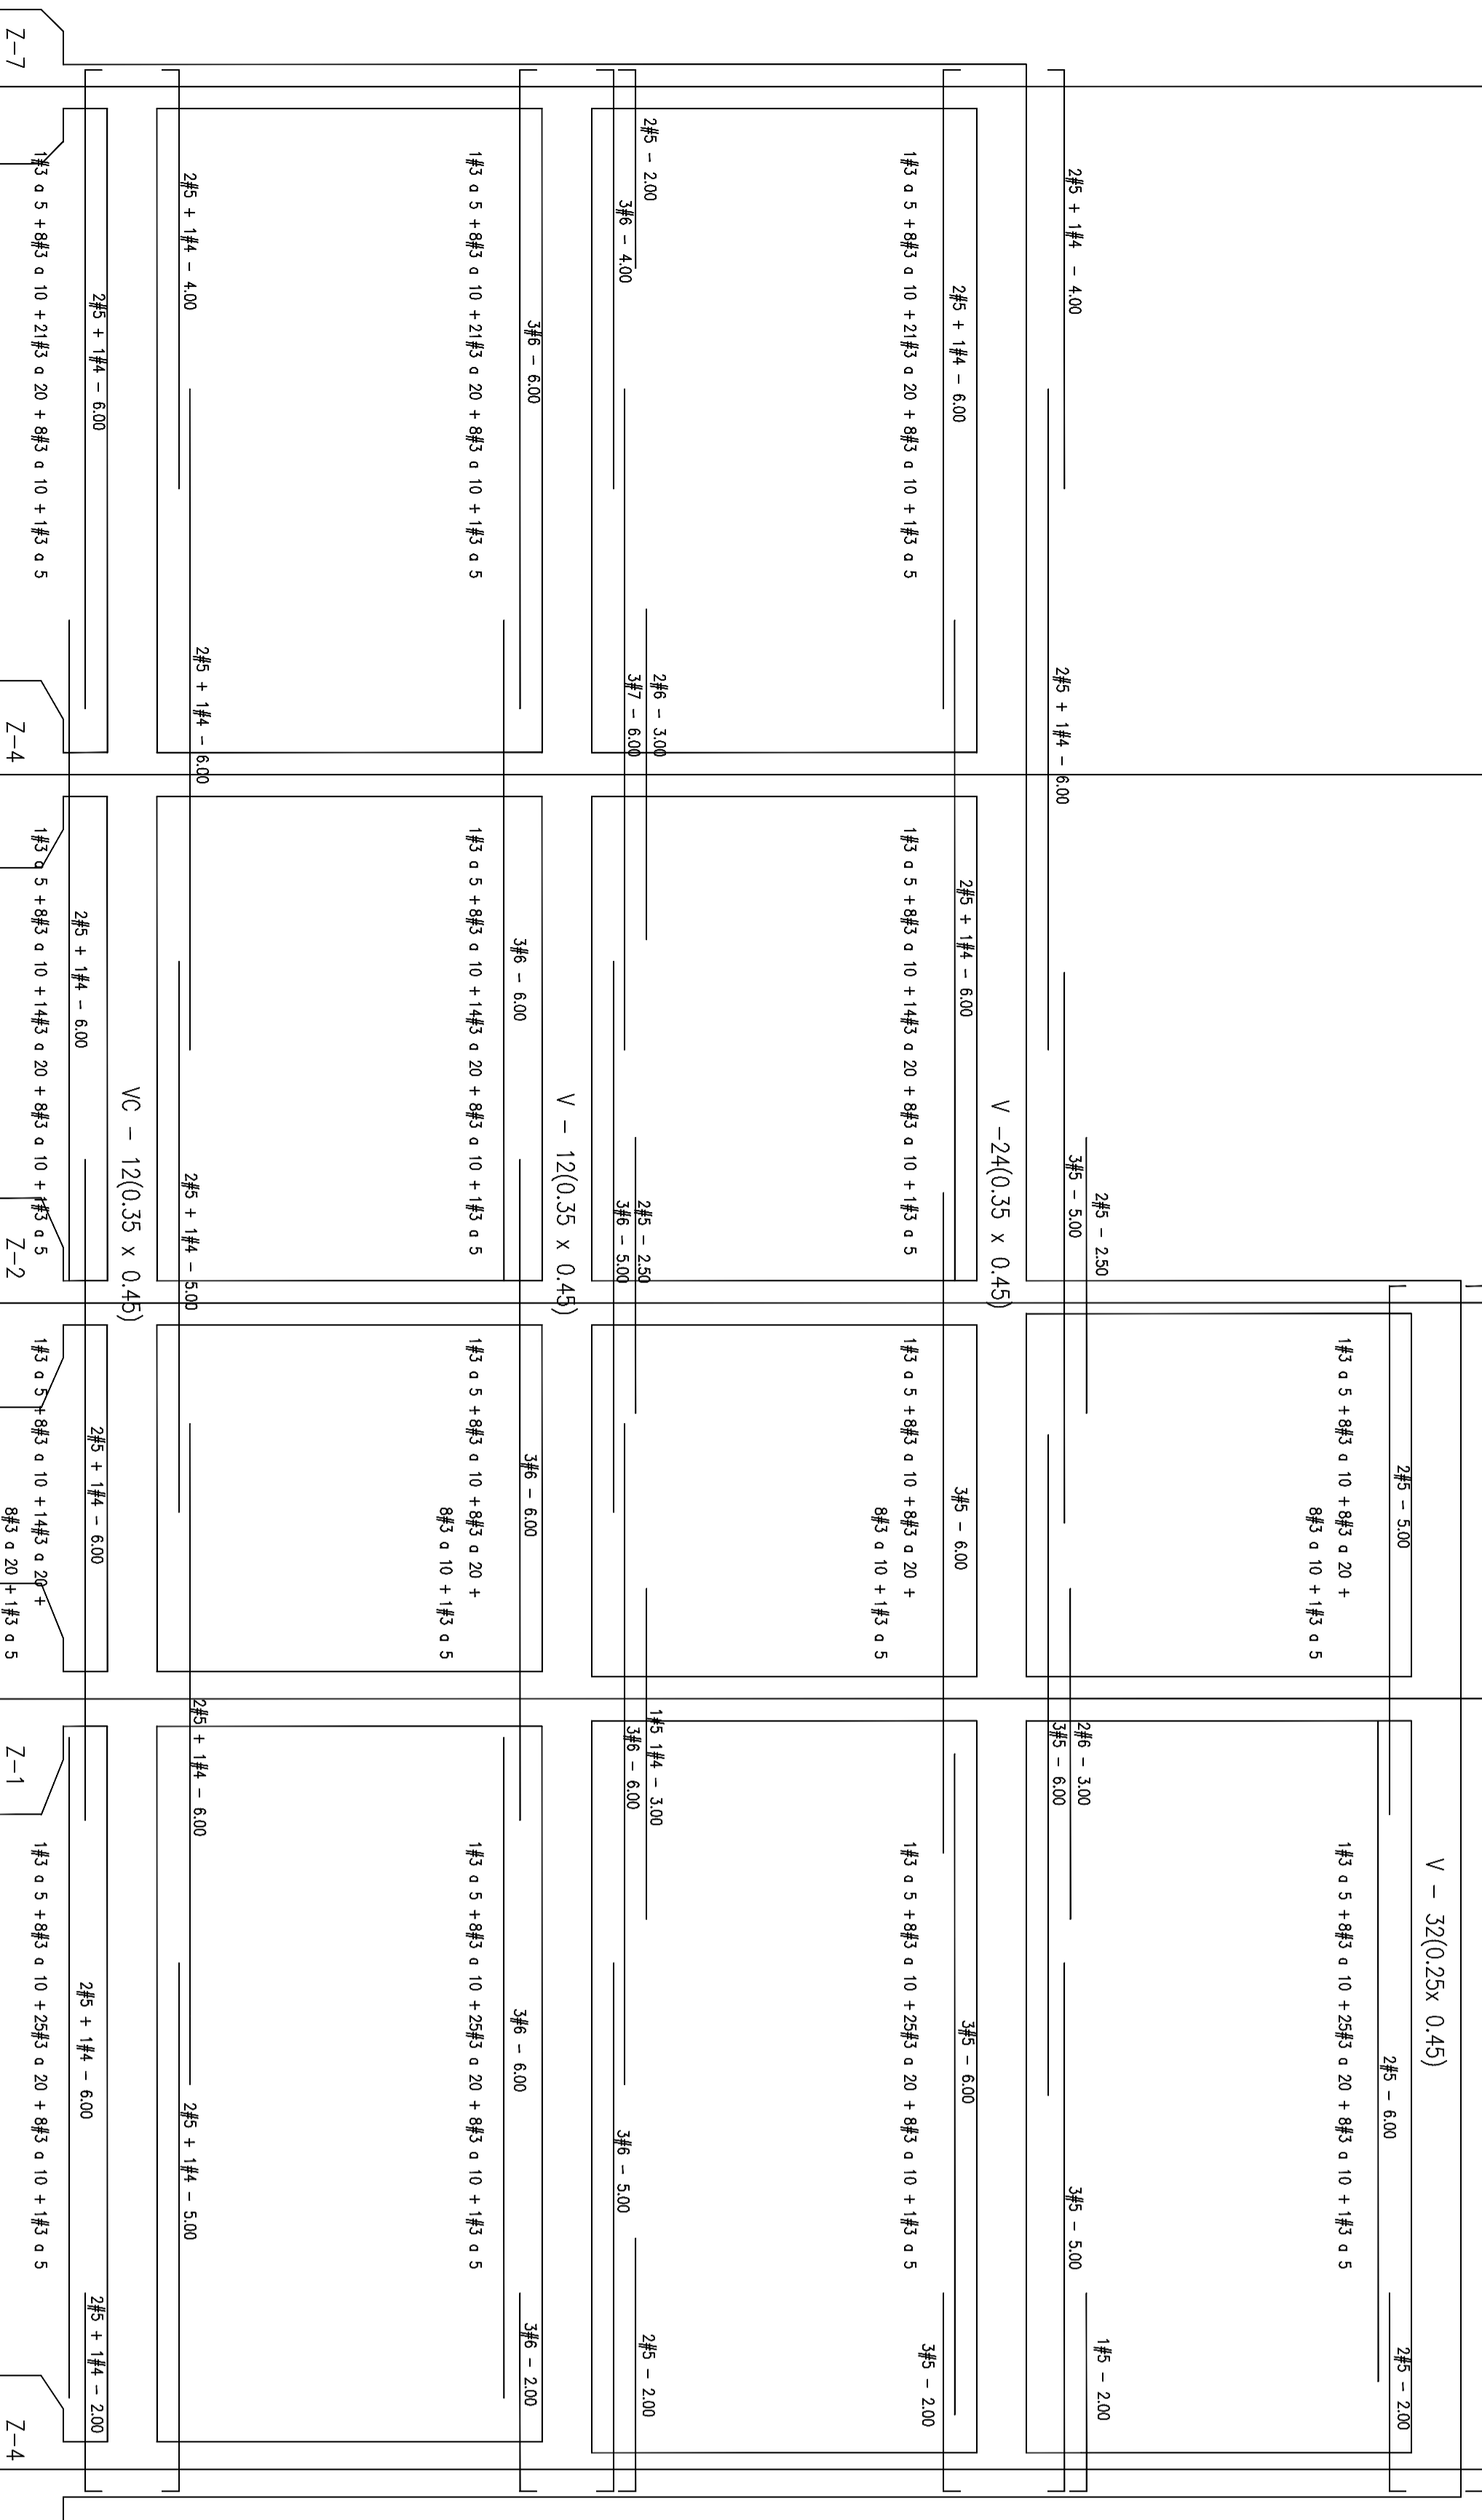 V - 32(0.25x 0.45)
2#5 - 5.00
2#5 - 6.00
2#5 - 2.00
1#3 a 5 +8#3 a 10 +8#3 a 20 +
8#3 a 10 +1#3 a 5
1#3 a 5 +8#3 a 10 +25#3 a 20 + 8#3 a 10 + 1#3 a 5
2#5 - 2.50
1#5 - 2.00
2#6 - 3.00
2#5 + 1#4 - 4.00
3#5 - 5.00
3#5 - 5.00
2#5 + 1#4 - 6.00
3#5 - 6.00
V -24(0.35 x 0.45)
2#5 + 1#4 - 6.00
2#5 + 1#4 - 6.00
3#5 - 6.00
3#5 - 6.00
3#5 - 2.00
1#3 a 5 +8#3 a 10 +21#3 a 20 + 8#3 a 10 + 1#3 a 5
1#3 a 5 +8#3 a 10 +14#3 a 20 + 8#3 a 10 + 1#3 a 5
1#3 a 5 +8#3 a 10 +8#3 a 20 +
8#3 a 10 +1#3 a 5
1#3 a 5 +8#3 a 10 +25#3 a 20 + 8#3 a 10 + 1#3 a 5
2#5 - 2.00
2#6 - 3.00
2#5 - 2.50
1#5 1#4 - 3.00
2#5 - 2.00
3#6 - 4.00
3#7 - 6.00
3#6 - 5.00
3#6 - 6.00
3#6 - 5.00
V - 12(0.35 x 0.45)
3#6 - 6.00
3#6 - 6.00
3#6 - 6.00
3#6 - 6.00
3#6 - 2.00
1#3 a 5 +8#3 a 10 +21#3 a 20 + 8#3 a 10 + 1#3 a 5
1#3 a 5 +8#3 a 10 +14#3 a 20 + 8#3 a 10 + 1#3 a 5
1#3 a 5 +8#3 a 10 +8#3 a 20 +
8#3 a 10 +1#3 a 5
1#3 a 5 +8#3 a 10 +25#3 a 20 + 8#3 a 10 + 1#3 a 5
2#5 + 1#4 - 4.00
2#5 + 1#4 - 6.00
2#5 + 1#4 - 5.00
2#5 + 1#4 - 6.00
2#5 + 1#4 - 5.00
VC - 12(0.35 x 0.45)
2#5 + 1#4 - 6.00
2#5 + 1#4 - 6.00
2#5 + 1#4 - 6.00
2#5 + 1#4 - 6.00
2#5 + 1#4 - 2.00
1#3 a 5 +8#3 a 10 +21#3 a 20 + 8#3 a 10 + 1#3 a 5
1#3 a 5 +8#3 a 10 +14#3 a 20 + 8#3 a 10 + 1#3 a 5
1#3 a 5 +8#3 a 10 +14#3 a 20 +
8#3 a 20 +1#3 a 5
1#3 a 5 +8#3 a 10 +25#3 a 20 + 8#3 a 10 + 1#3 a 5
Z-7
Z-4
Z-2
Z-1
Z-4